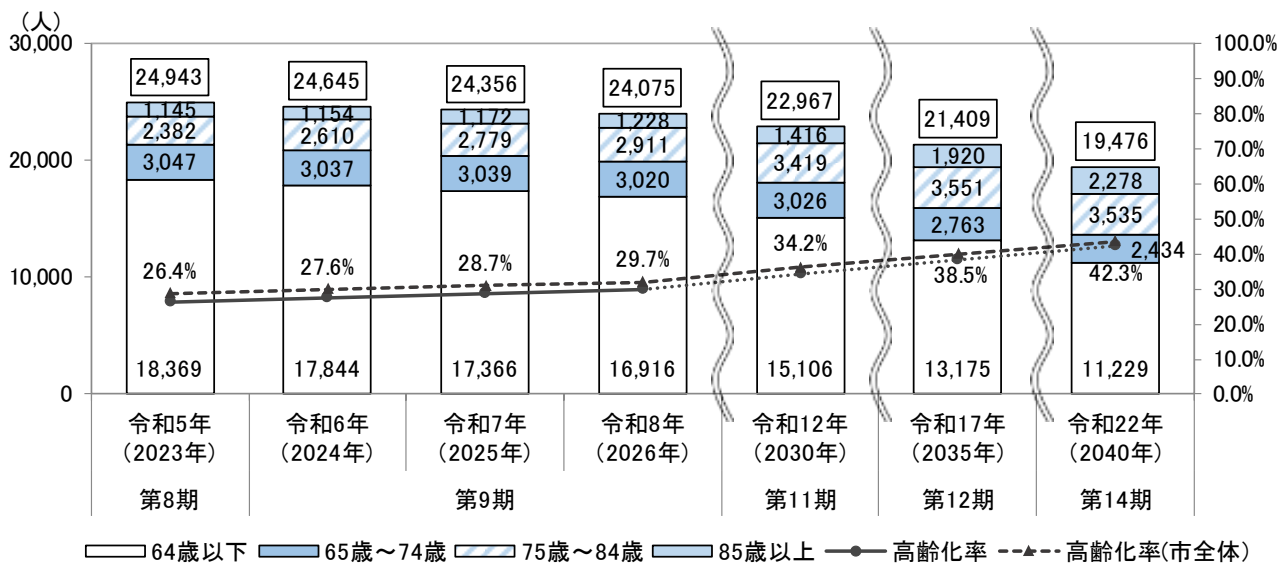 (人)
30,000
20,000
10,000
0
100.0%
90.0%
80.0%
70.0%
60.0%
50.0%
40.0%
30.0%
20.0%
10.0%
0.0%
24,943 24,645 24,356 24,075 22,967 21,409 19,476
1,145 1,154 1,172 1,228 1,416 1,920 2,278
2,382 2,610 2,779 2,911 3,419 3,551 3,535
3,047 3,037 3,039 3,020 3,026 2,763 2,434
26.4% 27.6% 28.7% 29.7% 34.2% 38.5% 42.3%
18,369 17,844 17,366 16,916 15,106 13,175 11,229
令和5年 令和6年 令和7年 令和8年 令和12年 令和17年 令和22年
(2023年) (2024年) (2025年) (2026年) (2030年) (2035年) (2040年)
第8期 第9期 第11期 第12期 第14期
64歳以下 65歳~74歳 75歳~84歳 85歳以上 高齢化率 高齢化率(市全体)